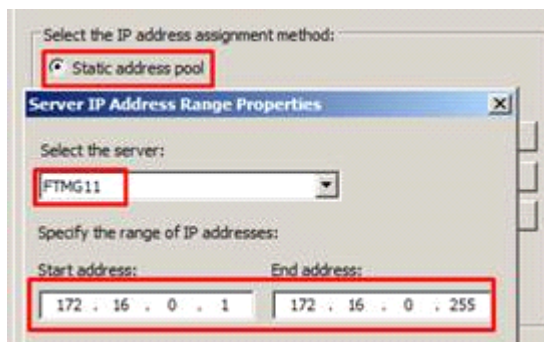 Select the IP address assignment method:
Static address pool
Server IP Address Range Properties
Select the server:
FTMG11
Specify the range of IP addresses:
Start address: End address:
172 . 16 . 0 . 1 172 . 16 . 0 . 255